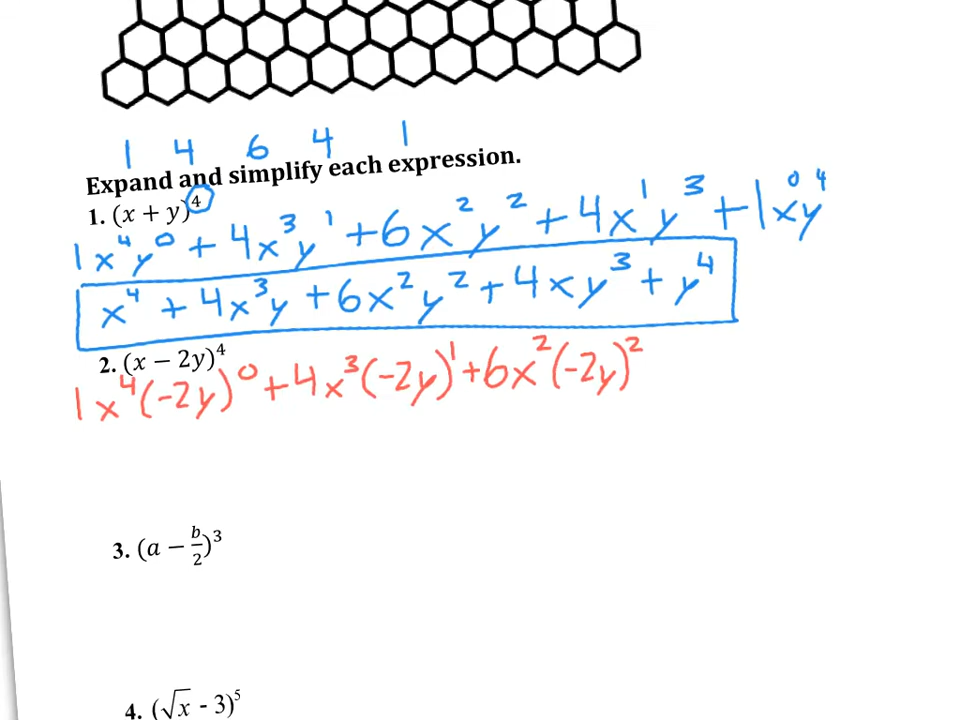 1 4 6 4 1
Expand and simplify each expression.
1. (x + y)⁴
1x⁴y⁰ + 4x³y¹ + 6x²y² + 4x¹y³ + 1x⁰y⁴
x⁴ + 4x³y + 6x²y² + 4xy³ + y⁴
2. (x − 2y)⁴
1x⁴(-2y)⁰ + 4x³(-2y)¹ + 6x²(-2y)²
3. (a − b/2)³
4. (√x - 3)⁵